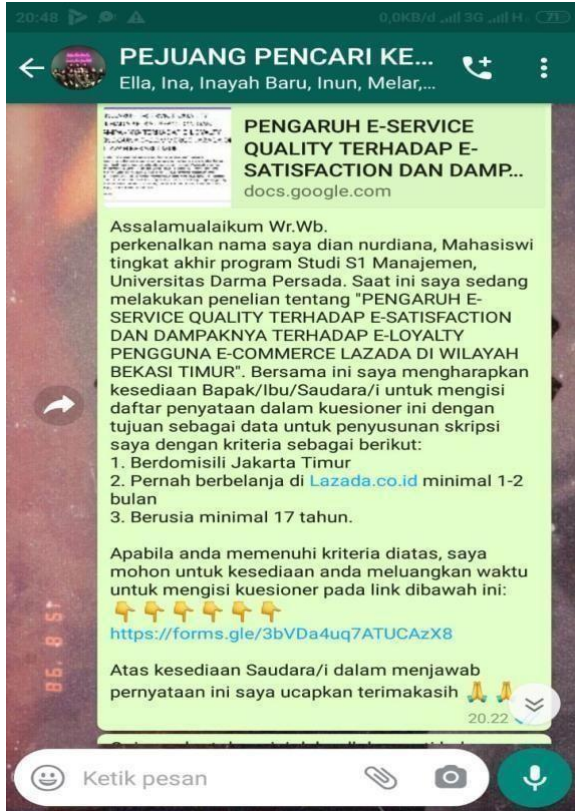 20:48
0,0KB/d 3G H 71
PEJUANG PENCARI KE...
Ella, Ina, Inayah Baru, Inun, Melar,...
PENGARUH E-SERVICE
QUALITY TERHADAP E-
SATISFACTION DAN DAMP...
docs.google.com
Assalamualaikum Wr.Wb.
perkenalkan nama saya dian nurdiana, Mahasiswi
tingkat akhir program Studi S1 Manajemen,
Universitas Darma Persada. Saat ini saya sedang
melakukan penelian tentang "PENGARUH E-
SERVICE QUALITY TERHADAP E-SATISFACTION
DAN DAMPAKNYA TERHADAP E-LOYALTY
PENGGUNA E-COMMERCE LAZADA DI WILAYAH
BEKASI TIMUR". Bersama ini saya mengharapkan
kesediaan Bapak/Ibu/Saudara/i untuk mengisi
daftar penyataan dalam kuesioner ini dengan
tujuan sebagai data untuk penyusunan skripsi
saya dengan kriteria sebagai berikut:
1. Berdomisili Jakarta Timur
2. Pernah berbelanja di Lazada.co.id minimal 1-2
bulan
3. Berusia minimal 17 tahun.
Apabila anda memenuhi kriteria diatas, saya
mohon untuk kesediaan anda meluangkan waktu
untuk mengisi kuesioner pada link dibawah ini:
👇👇👇👇👇👇
https://forms.gle/3bVDa4uq7ATUCAzX8
Atas kesediaan Saudara/i dalam menjawab
pernyataan ini saya ucapkan terimakasih 🙏🙏
20.22
86. 8 15
Ketik pesan